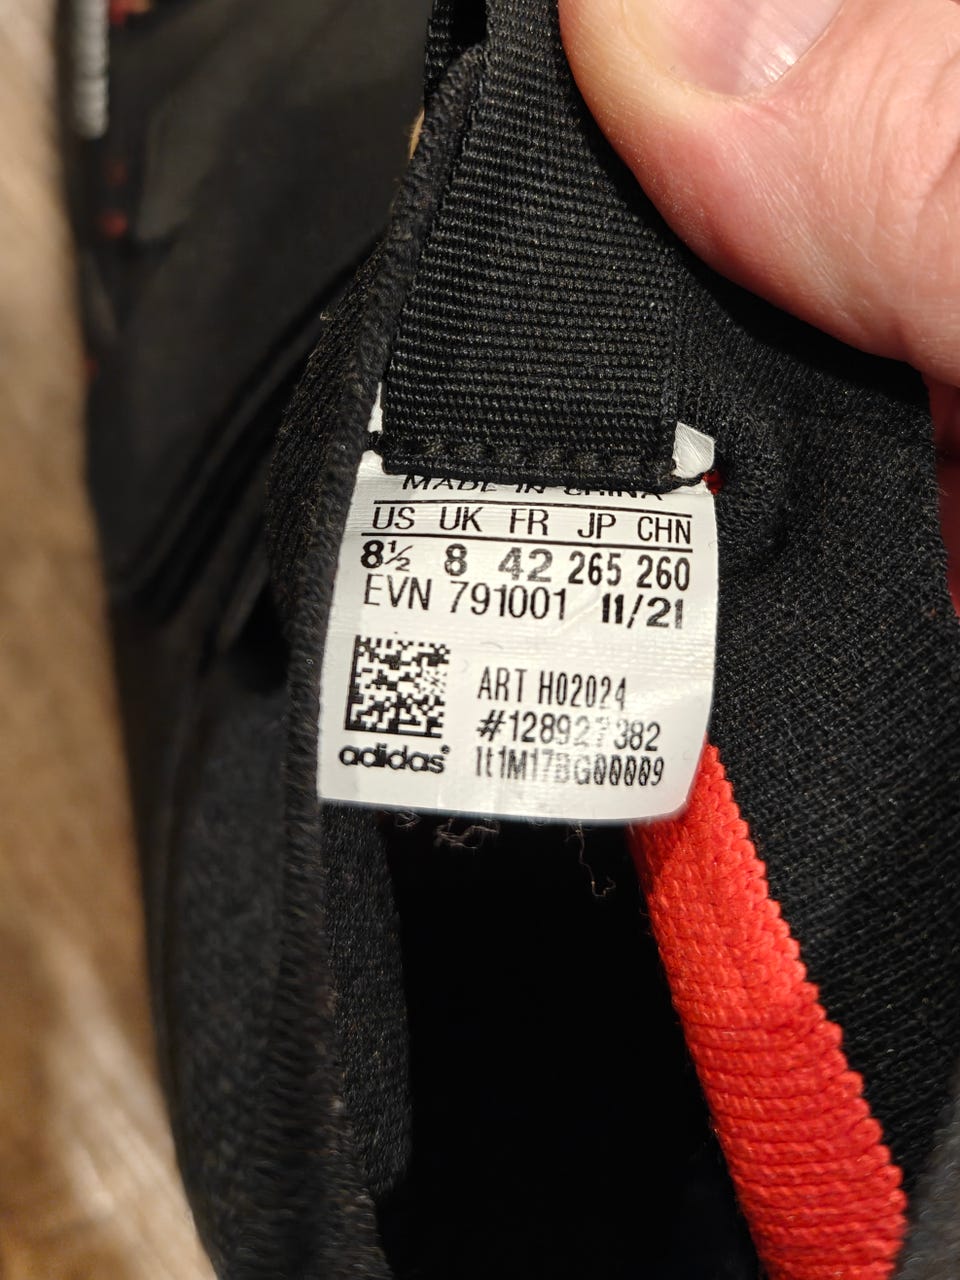 MADE IN CHINA
US UK FR JP CHN
8½ 8 42 265 260
EVN 791001 11/21
ART H02024
#128927382
1t1M17BG00009
adidas®